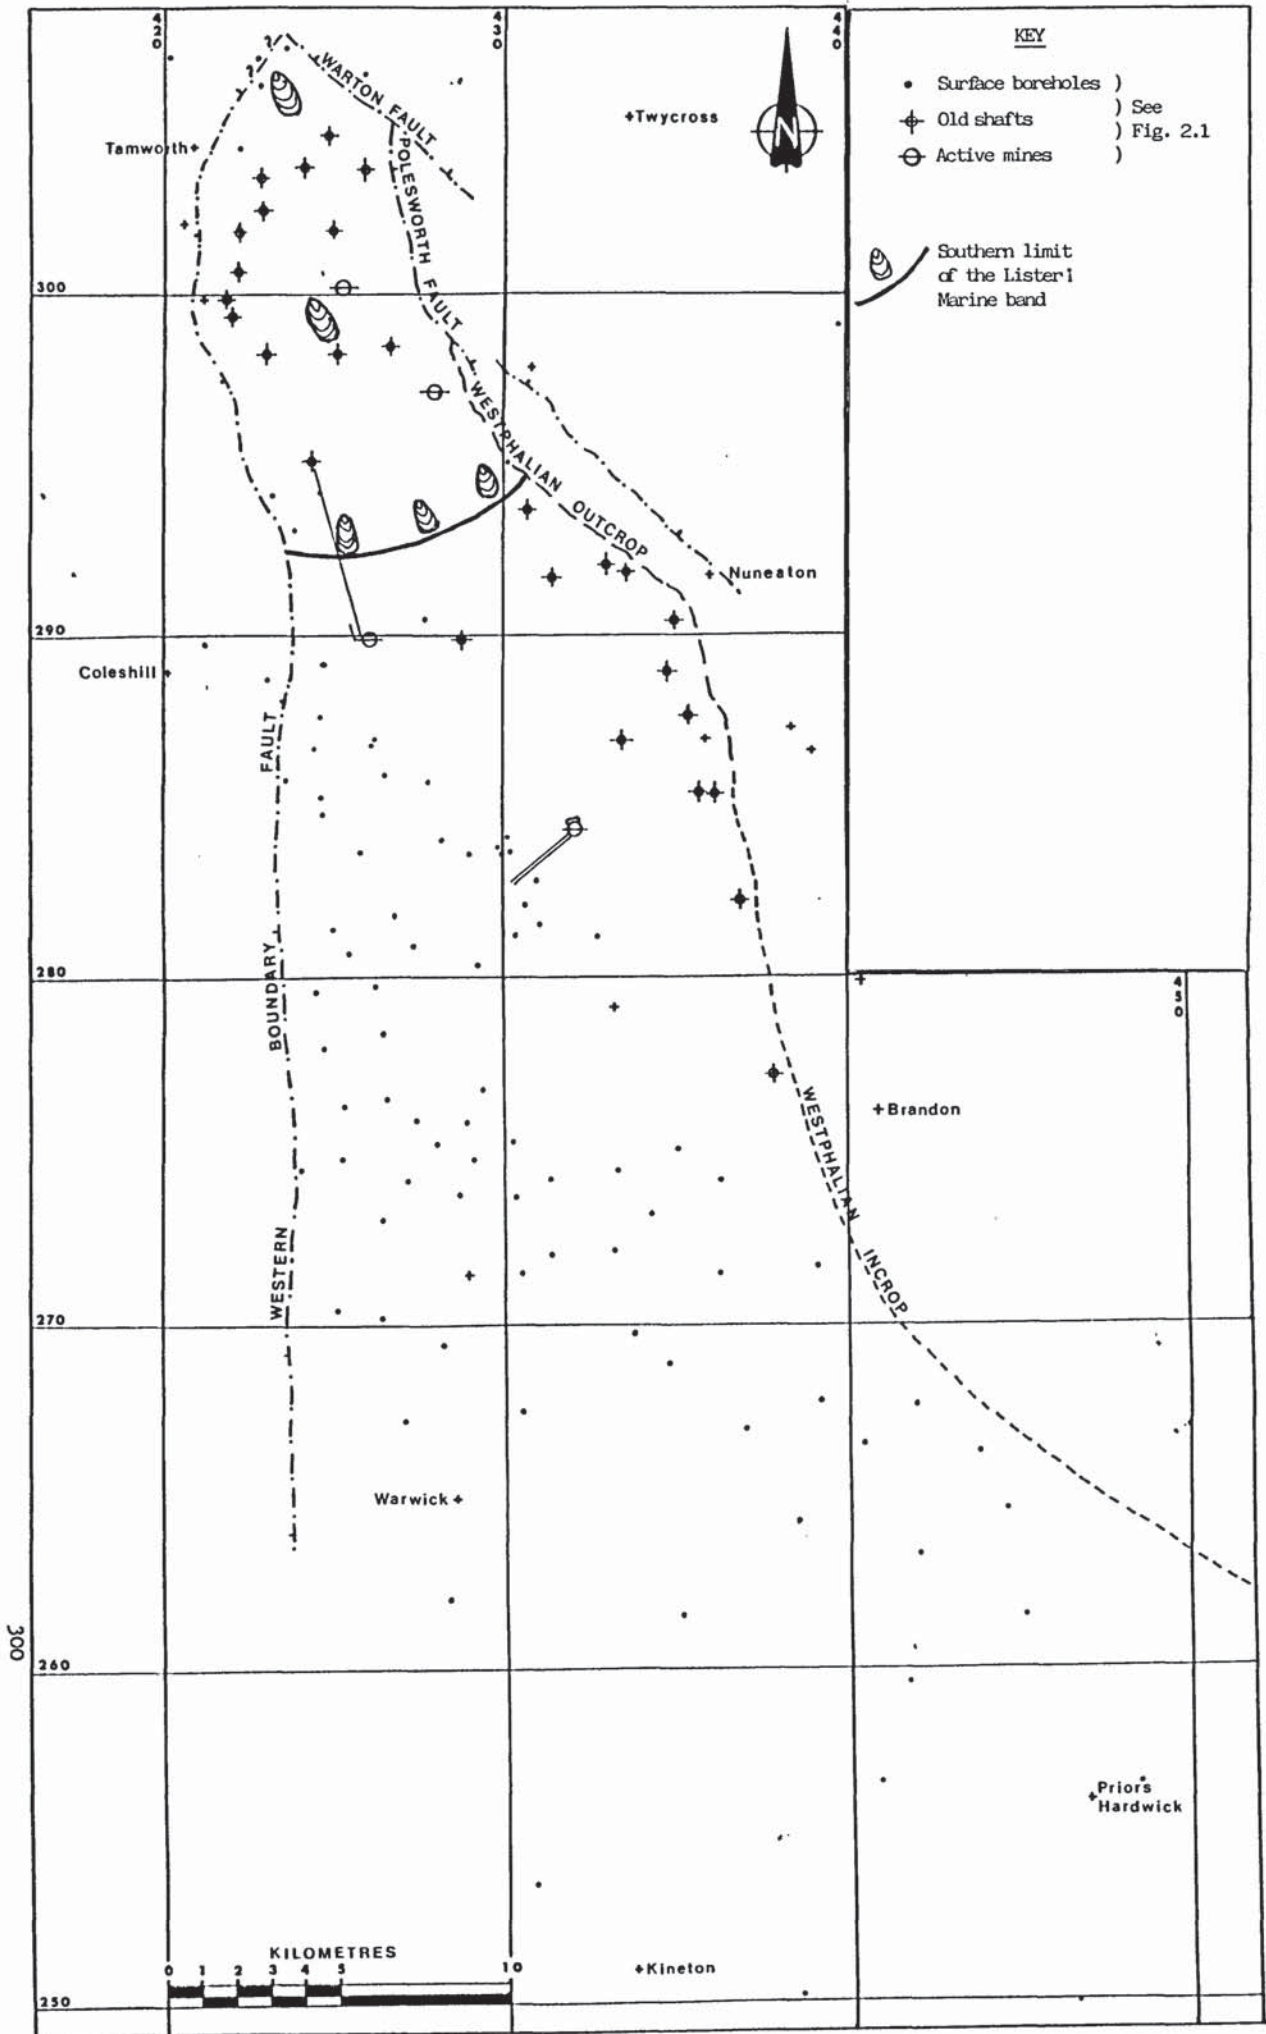 420
430
440
KEY
• Surface boreholes )
Old shafts ) See
) Fig. 2.1
Active mines )
Southern limit
of the Lister 1
Marine band
?
?
WARTON FAULT
+Twycross
N
Tamworth+
POLESWORTH FAULT
300
WESTPHALIAN OUTCROP
+Nuneaton
290
Coleshill+
WESTERN BOUNDARY FAULT
280
450
+Brandon
WESTPHALIAN INCROP
270
Warwick+
300
260
+Priors
Hardwick
KILOMETRES
0 1 2 3 4 5 10
+Kineton
250